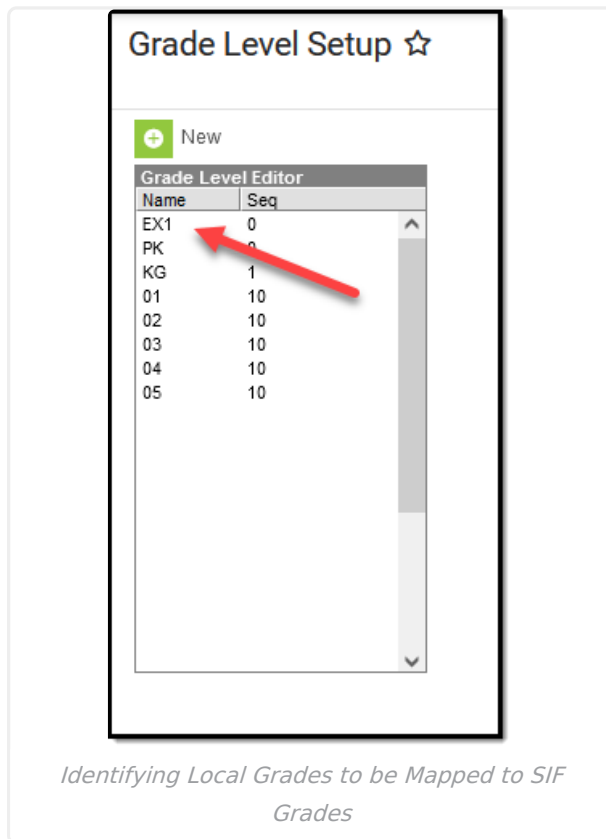 Grade Level Setup ☆
New
Grade Level Editor
Name Seq
EX1 0
PK
KG 1
01 10
02 10
03 10
04 10
05 10
Identifying Local Grades to be Mapped to SIF
Grades